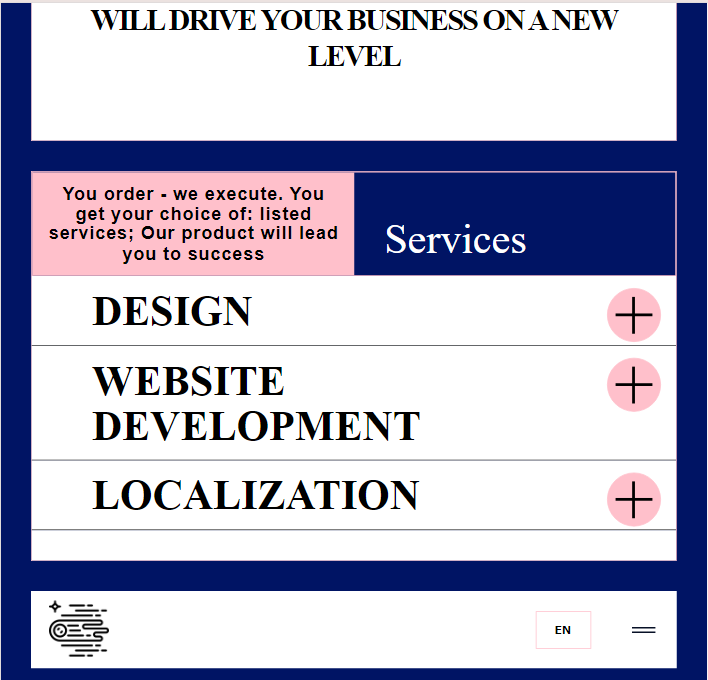 WILL DRIVE YOUR BUSINESS ON A NEW
LEVEL
You order - we execute. You
get your choice of: listed
services; Our product will lead
you to success
Services
DESIGN
WEBSITE
DEVELOPMENT
LOCALIZATION
EN